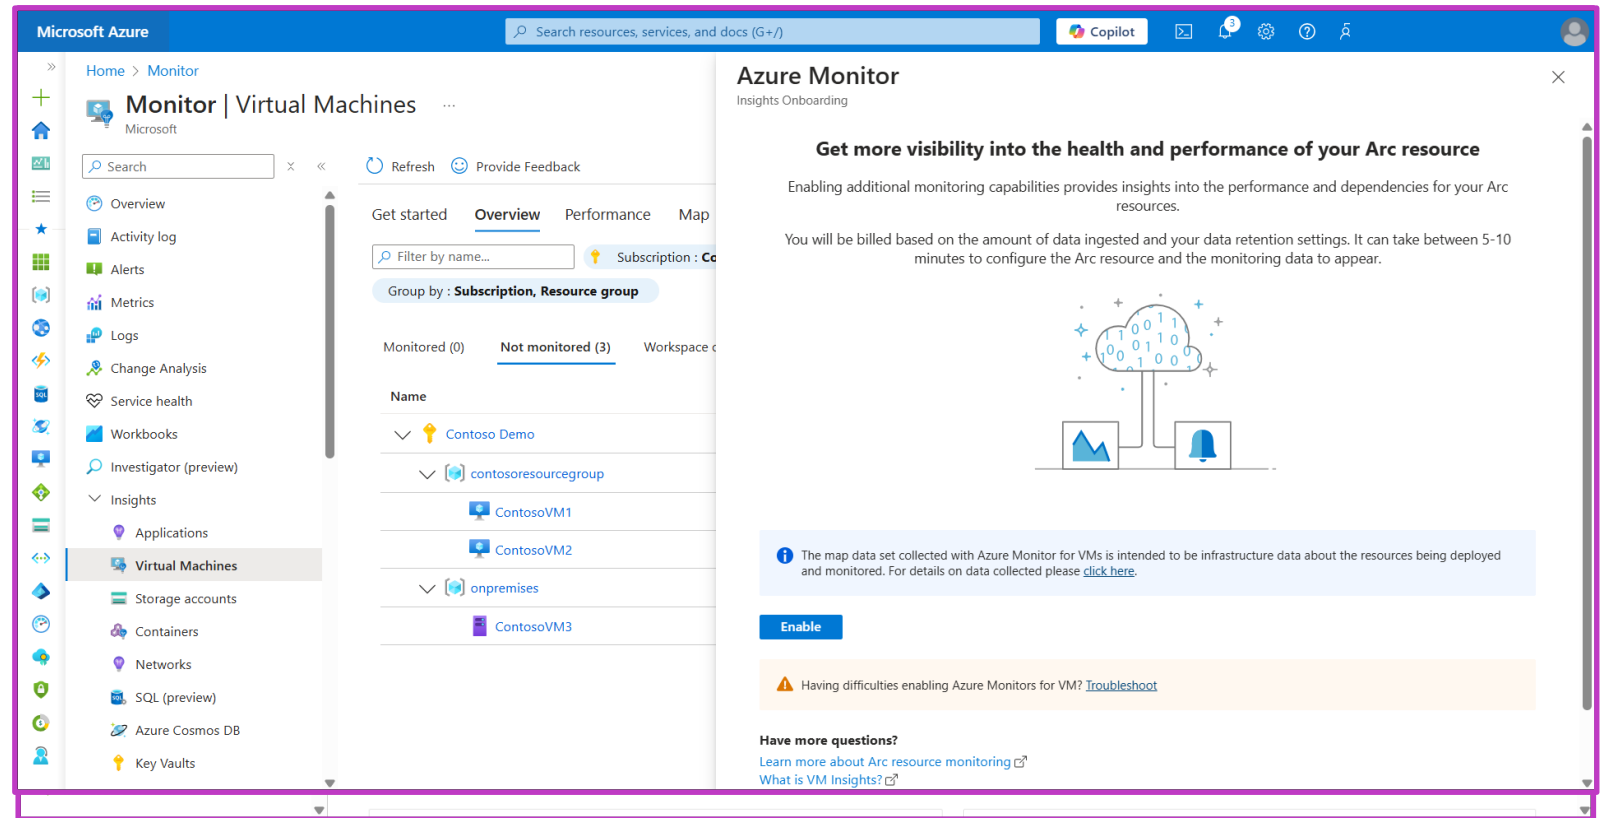 Microsoft Azure
Search resources, services, and docs (G+/)
Copilot
3
Home > Monitor
Monitor | Virtual Machines ...
Microsoft
Search
Overview
Activity log
Alerts
Metrics
Logs
Change Analysis
Service health
Workbooks
Investigator (preview)
Insights
Applications
Virtual Machines
Storage accounts
Containers
Networks
SQL (preview)
Azure Cosmos DB
Key Vaults
Refresh
Provide Feedback
Get started
Overview
Performance
Map
Filter by name...
Subscription : Co
Group by : Subscription, Resource group
Monitored (0)
Not monitored (3)
Workspace c
Name
Contoso Demo
contosoresourcegroup
ContosoVM1
ContosoVM2
onpremises
ContosoVM3
Azure Monitor
Insights Onboarding
Get more visibility into the health and performance of your Arc resource
Enabling additional monitoring capabilities provides insights into the performance and dependencies for your Arc
resources.
You will be billed based on the amount of data ingested and your data retention settings. It can take between 5-10
minutes to configure the Arc resource and the monitoring data to appear.
The map data set collected with Azure Monitor for VMs is intended to be infrastructure data about the resources being deployed
and monitored. For details on data collected please click here.
Enable
Having difficulties enabling Azure Monitors for VM? Troubleshoot
Have more questions?
Learn more about Arc resource monitoring
What is VM Insights?